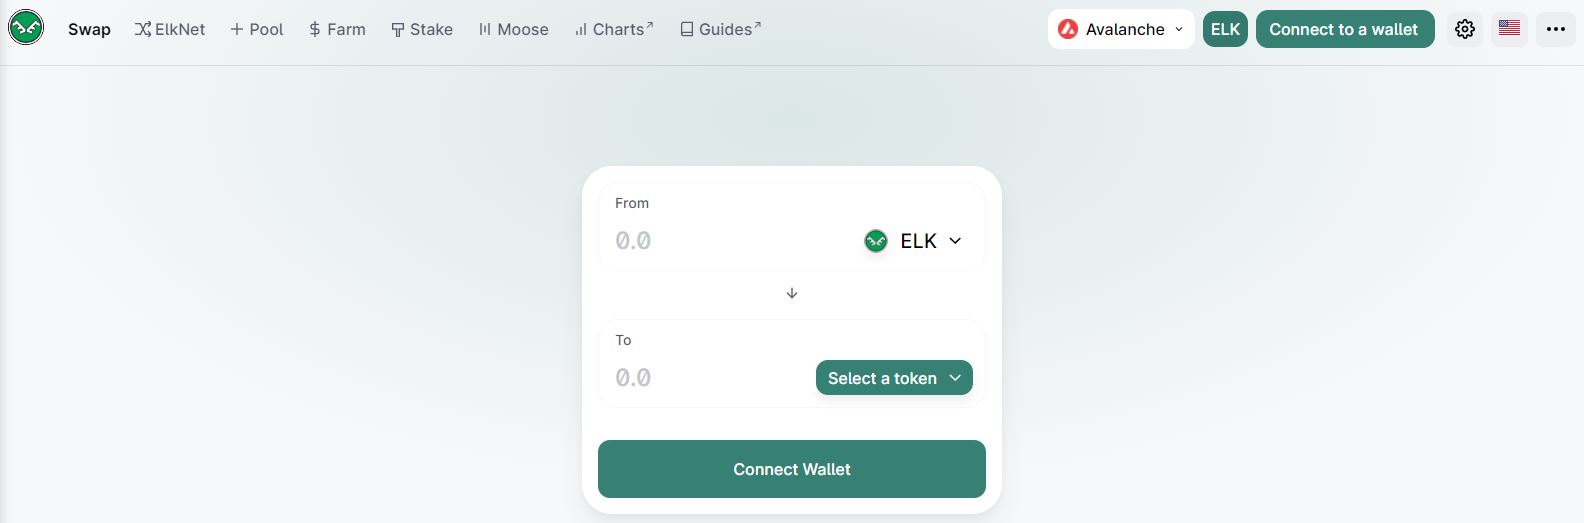 Swap ElkNet Pool Farm Stake Moose Charts↗ Guides↗ Avalanche ELK Connect to a wallet
From
0.0 ELK
To
0.0 Select a token
Connect Wallet